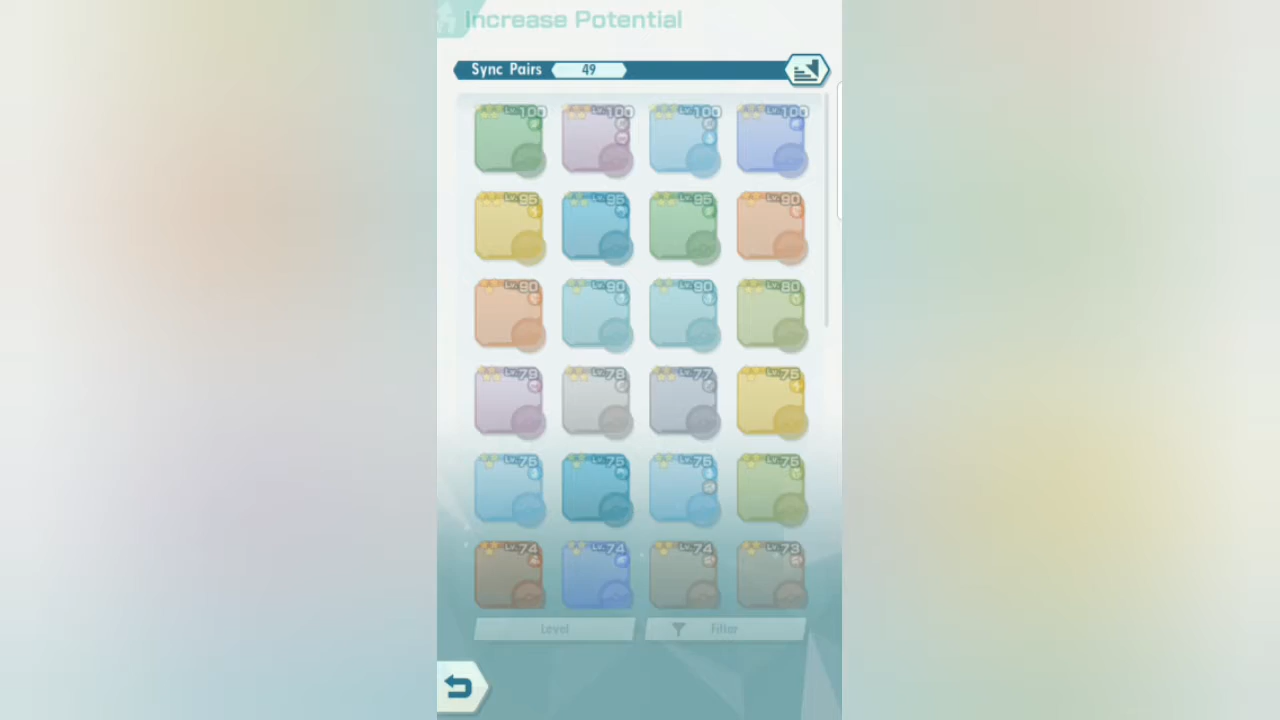 Increase Potential
Sync Pairs 49
Lv.100 Lv.100 Lv.100 Lv.100
Lv.95 Lv.95 Lv.95 Lv.90
Lv.90 Lv.90 Lv.90 Lv.80
Lv.79 Lv.78 Lv.77 Lv.75
Lv.75 Lv.75 Lv.75 Lv.75
Lv.74 Lv.74 Lv.74 Lv.73
Level Filter